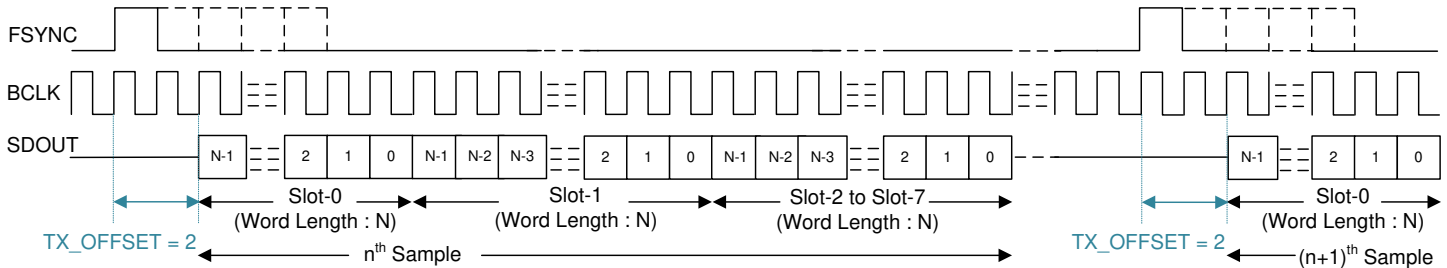 FSYNC
BCLK
SDOUT
N-1 2 1 0 N-1 N-2 N-3 2 1 0 N-1 N-2 N-3 2 1 0 N-1 2 1 0
Slot-0 Slot-1 Slot-2 to Slot-7 Slot-0
(Word Length : N) (Word Length : N) (Word Length : N) (Word Length : N)
TX_OFFSET = 2 TX_OFFSET = 2
nth Sample (n+1)th Sample